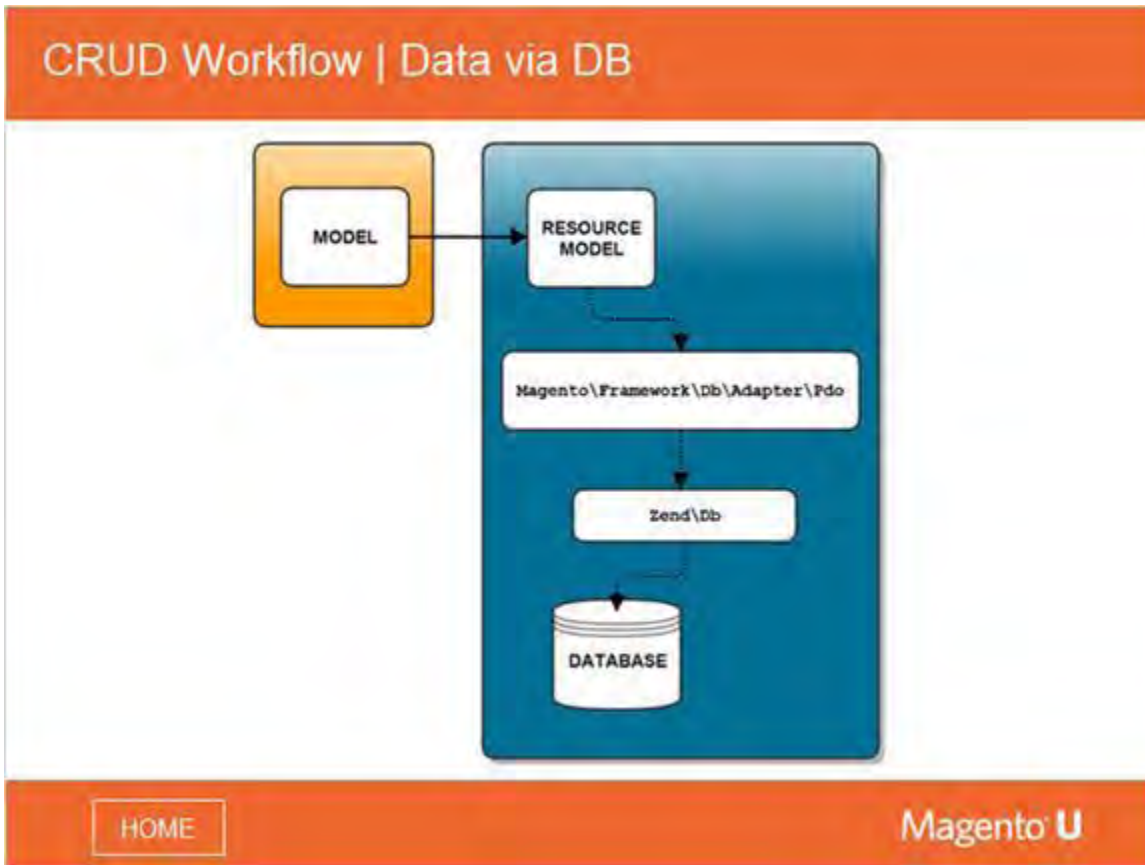 CRUD Workflow | Data via DB
MODEL
RESOURCE
MODEL
Magento\Framework\Db\Adapter\Pdo
Zend\Db
DATABASE
HOME
Magento U